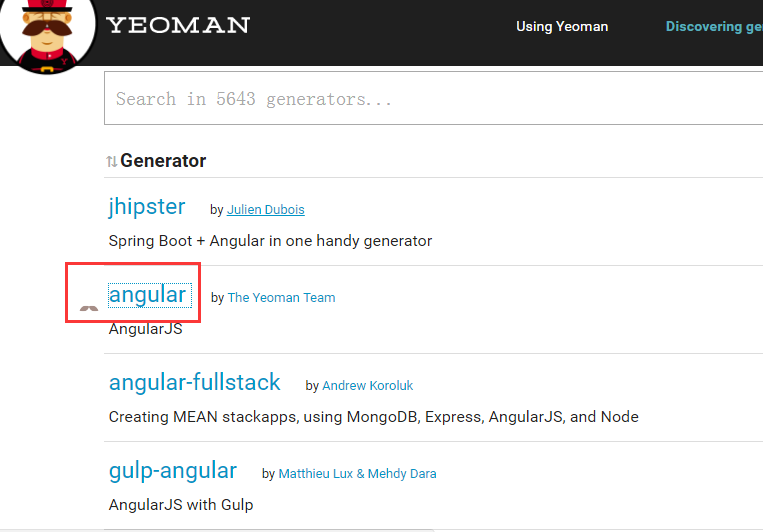 YEOMAN Using Yeoman Discovering ge
Search in 5643 generators...
Generator
jhipster by Julien Dubois
Spring Boot + Angular in one handy generator
angular by The Yeoman Team
AngularJS
angular-fullstack by Andrew Koroluk
Creating MEAN stackapps, using MongoDB, Express, AngularJS, and Node
gulp-angular by Matthieu Lux & Mehdy Dara
AngularJS with Gulp